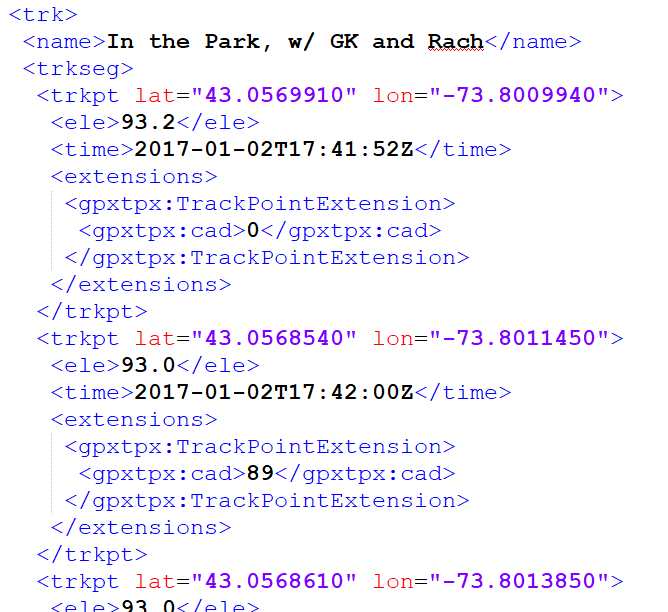 <trk>
<name>In the Park, w/ GK and Rach</name>
<trkseg>
<trkpt lat="43.0569910" lon="-73.8009940">
<ele>93.2</ele>
<time>2017-01-02T17:41:52Z</time>
<extensions>
<gpxtpx:TrackPointExtension>
<gpxtpx:cad>0</gpxtpx:cad>
</gpxtpx:TrackPointExtension>
</extensions>
</trkpt>
<trkpt lat="43.0568540" lon="-73.8011450">
<ele>93.0</ele>
<time>2017-01-02T17:42:00Z</time>
<extensions>
<gpxtpx:TrackPointExtension>
<gpxtpx:cad>89</gpxtpx:cad>
</gpxtpx:TrackPointExtension>
</extensions>
</trkpt>
<trkpt lat="43.0568610" lon="-73.8013850">
<ele>93.0</ele>